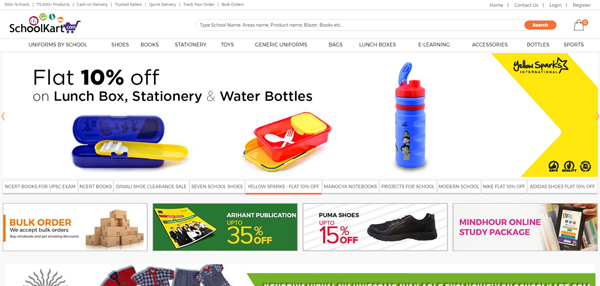 500+ Schools | 75,000+ Products | Cash on Delivery | Trusted Sellers | Quick Delivery | Track Your Order | Bulk Orders
Contact Us | Login | Register
SchoolKart.com
Type School Name, Areas name, Product name, Blazer, Books etc..
Search
UNIFORMS BY SCHOOL SHOES BOOKS STATIONERY TOYS GENERIC UNIFORMS BAGS LUNCH BOXES E-LEARNING ACCESSORIES BOTTLES SPORTS
Flat 10% off
on Lunch Box, Stationery & Water Bottles
Yellow Sparks
INTERNATIONAL
NCERT BOOKS FOR UPSC EXAM NCERT BOOKS DIWALI SHOE CLEARANCE SALE SEVEN SCHOOL SHOES YELLOW SPARKS - FLAT 10% OFF MANOGYA NOTEBOOKS PROJECTS FOR SCHOOL MODERN SCHOOL NIKE FLAT 10% OFF ADIDAS SHOES FLAT 10% OFF
BULK ORDER
We accept bulk orders
Buy wholesale and get amazing discounts
ARIHANT PUBLICATION
UPTO
35% OFF
PUMA SHOES
UPTO
15% OFF
MINDHOUR ONLINE
STUDY PACKAGE